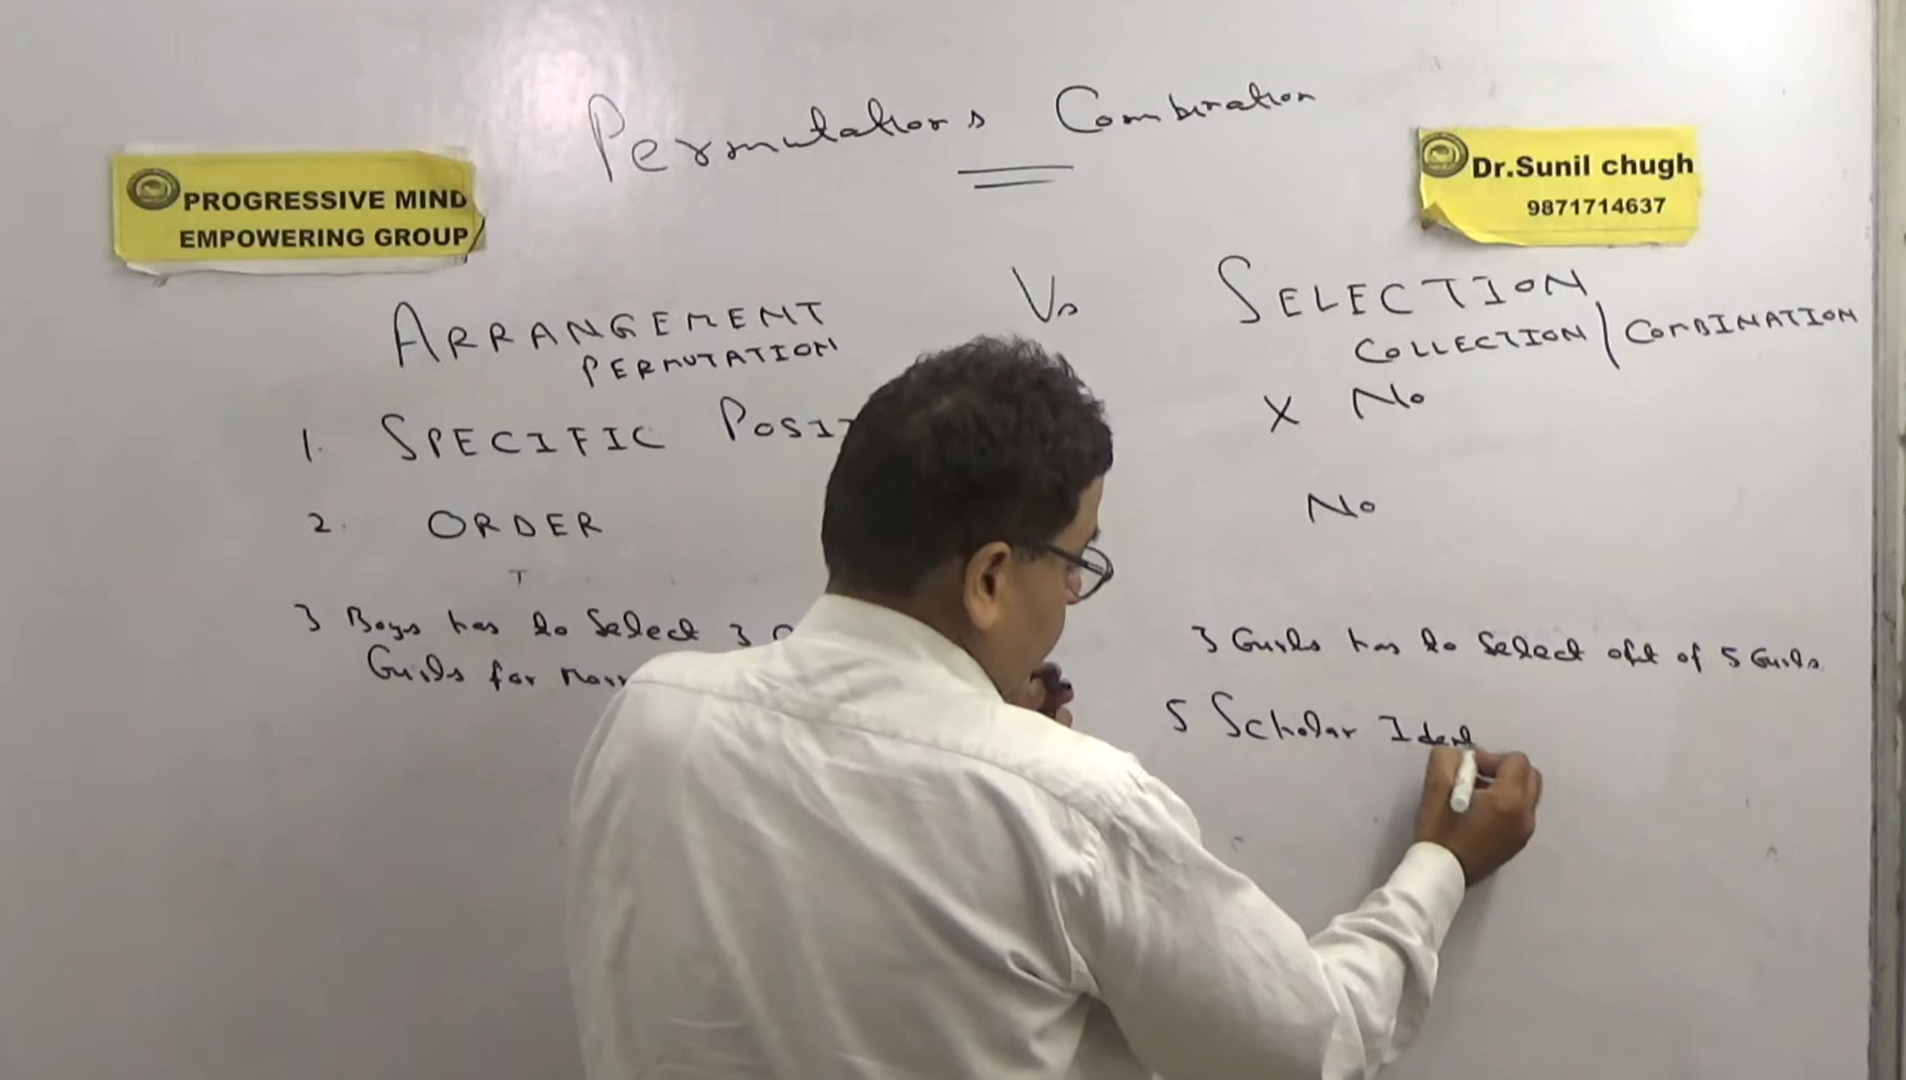 Permutations Combination
PROGRESSIVE MIND
EMPOWERING GROUP
Dr.Sunil chugh
9871714637
ARRANGEMENT Vs SELECTION
PERMUTATION COLLECTION / COMBINATION
1. SPECIFIC POSI X No
2. ORDER No
3 Boys has to Select 3
Girls for
3 Girls has to Select out of 5 Girls
5 Scholar Ident